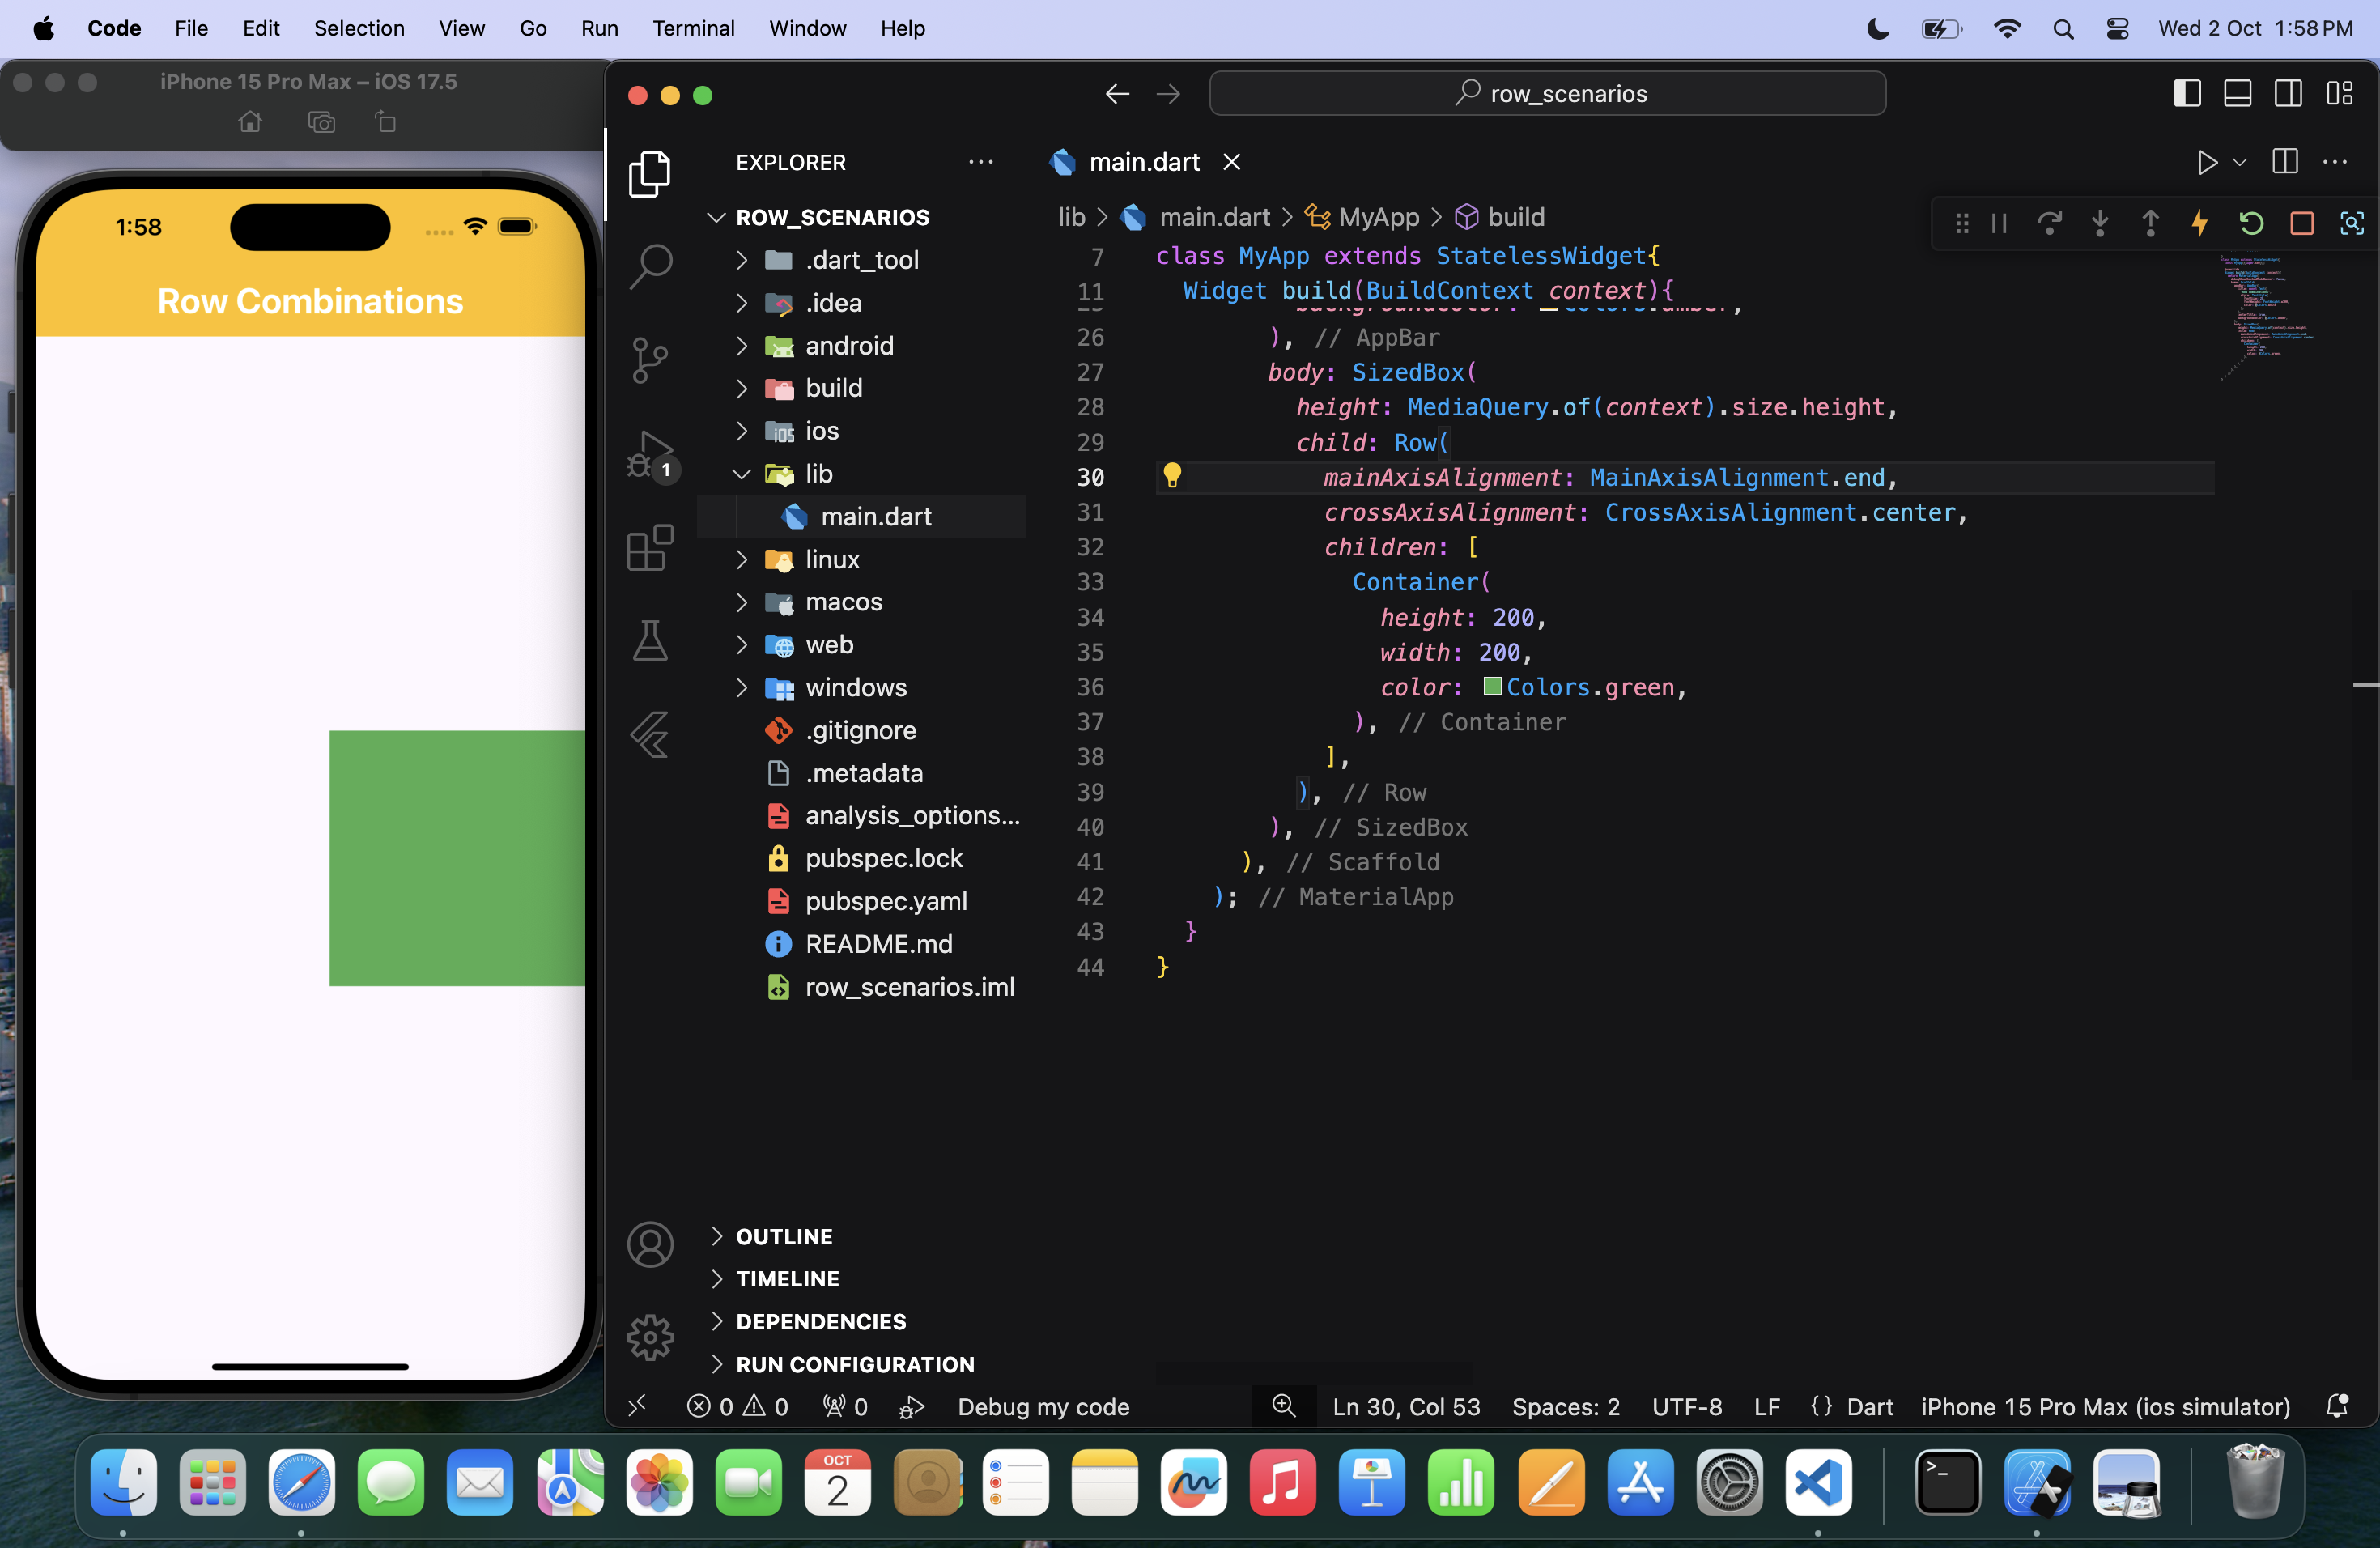 Code File Edit Selection View Go Run Terminal Window Help Wed 2 Oct 1:58 PM
iPhone 15 Pro Max – iOS 17.5
1:58
Row Combinations
row_scenarios
EXPLORER
ROW_SCENARIOS
.dart_tool
.idea
android
build
ios
lib
main.dart
linux
macos
web
windows
.gitignore
.metadata
analysis_options...
pubspec.lock
pubspec.yaml
README.md
row_scenarios.iml
OUTLINE
TIMELINE
DEPENDENCIES
RUN CONFIGURATION
1
main.dart
lib > main.dart > MyApp > build
7 class MyApp extends StatelessWidget{
11 Widget build(BuildContext context){
26 ), // AppBar
27 body: SizedBox(
28 height: MediaQuery.of(context).size.height,
29 child: Row(
30 mainAxisAlignment: MainAxisAlignment.end,
31 crossAxisAlignment: CrossAxisAlignment.center,
32 children: [
33 Container(
34 height: 200,
35 width: 200,
36 color: Colors.green,
37 ), // Container
38 ],
39 ), // Row
40 ), // SizedBox
41 ), // Scaffold
42 ); // MaterialApp
43 }
44 }
0 0 0 Debug my code Ln 30, Col 53 Spaces: 2 UTF-8 LF {} Dart iPhone 15 Pro Max (ios simulator)
OCT
2
>_